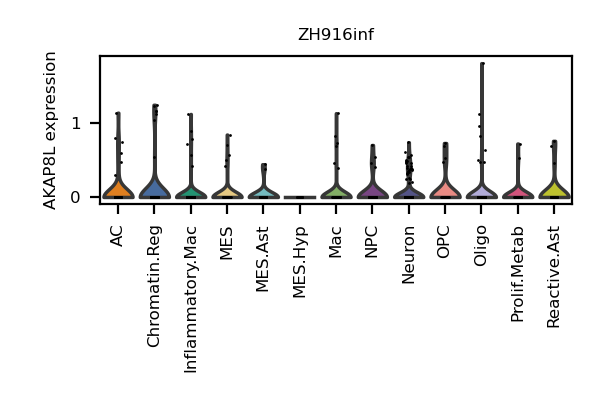 ZH916inf
AKAP8L expression
1
0
AC
Chromatin.Reg
Inflammatory.Mac
MES
MES.Ast
MES.Hyp
Mac
NPC
Neuron
OPC
Oligo
Prolif.Metab
Reactive.Ast